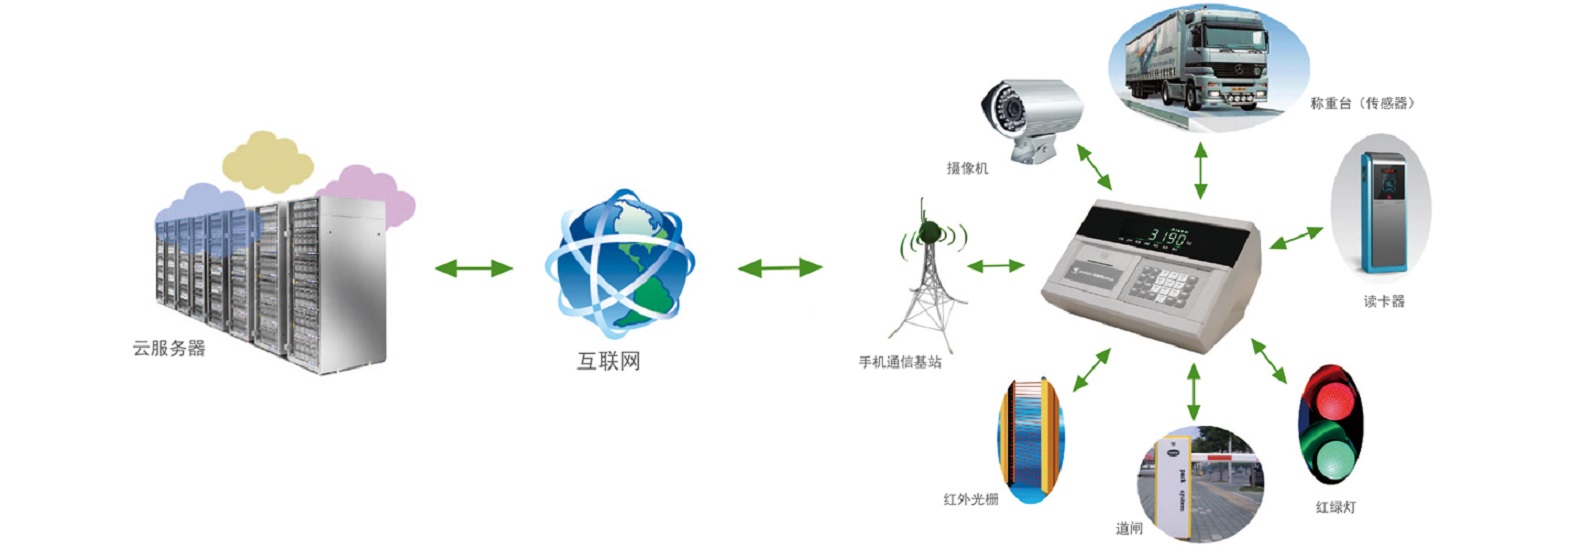 称重台（传感器）
摄像机
读卡器
3190
云服务器
互联网
手机通信基站
红外光栅
park system
道闸
红绿灯